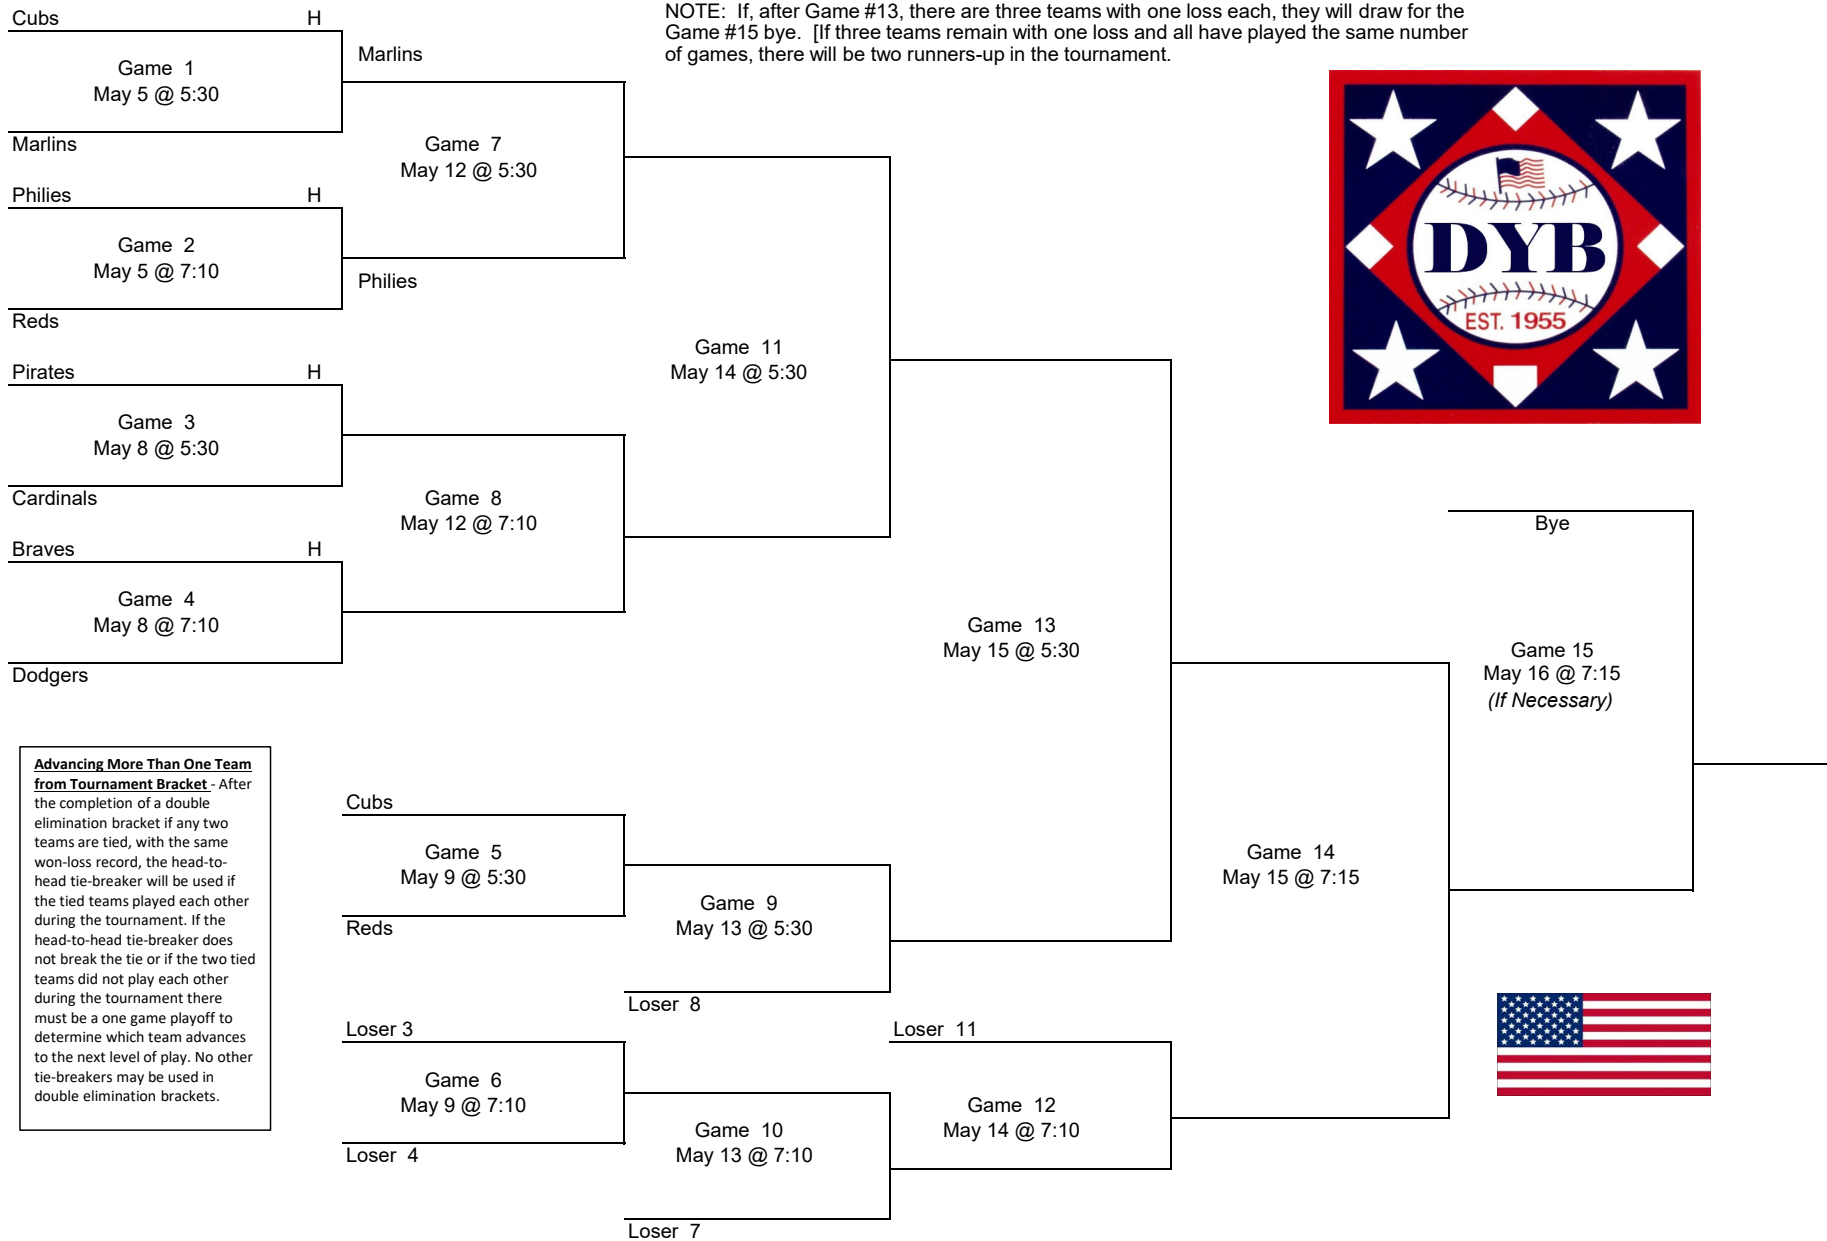 NOTE:  If, after Game #13, there are three teams with one loss each, they will draw for the
Game #15 bye.  [If three teams remain with one loss and all have played the same number
of games, there will be two runners-up in the tournament.
Cubs H
Game 1
May 5 @ 5:30
Marlins
Philies H
Game 2
May 5 @ 7:10
Reds
Pirates H
Game 3
May 8 @ 5:30
Cardinals
Braves H
Game 4
May 8 @ 7:10
Dodgers
Marlins
Game 7
May 12 @ 5:30
Philies
Game 8
May 12 @ 7:10
Game 11
May 14 @ 5:30
Game 13
May 15 @ 5:30
DYB
EST. 1955
Bye
Game 15
May 16 @ 7:15
(If Necessary)
Game 14
May 15 @ 7:15
Advancing More Than One Team
from Tournament Bracket - After
the completion of a double
elimination bracket if any two
teams are tied, with the same
won-loss record, the head-to-
head tie-breaker will be used if
the tied teams played each other
during the tournament. If the
head-to-head tie-breaker does
not break the tie or if the two tied
teams did not play each other
during the tournament there
must be a one game playoff to
determine which team advances
to the next level of play. No other
tie-breakers may be used in
double elimination brackets.
Cubs
Game 5
May 9 @ 5:30
Reds
Game 9
May 13 @ 5:30
Loser 8
Loser 3
Game 6
May 9 @ 7:10
Loser 4
Game 10
May 13 @ 7:10
Loser 7
Loser 11
Game 12
May 14 @ 7:10